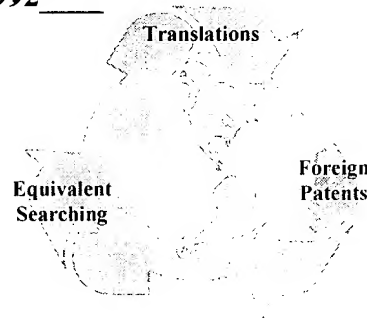 Translations
Equivalent
Searching
Foreign
Patents